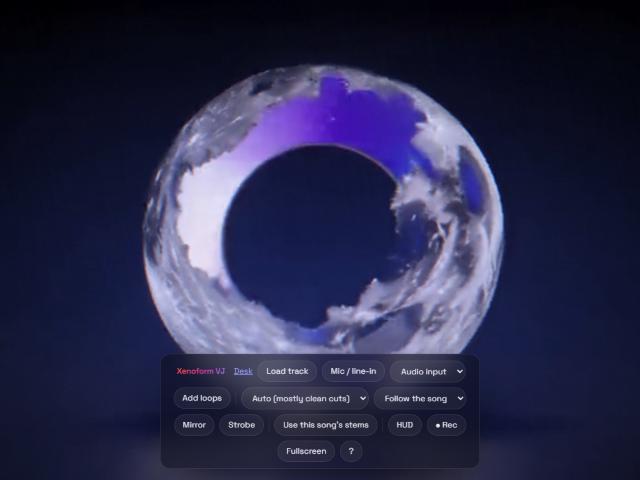 Xenoform VJ Desk Load track Mic / line-in Audio input
Add loops Auto (mostly clean cuts) Follow the song
Mirror Strobe Use this song's stems HUD ● Rec
Fullscreen ?